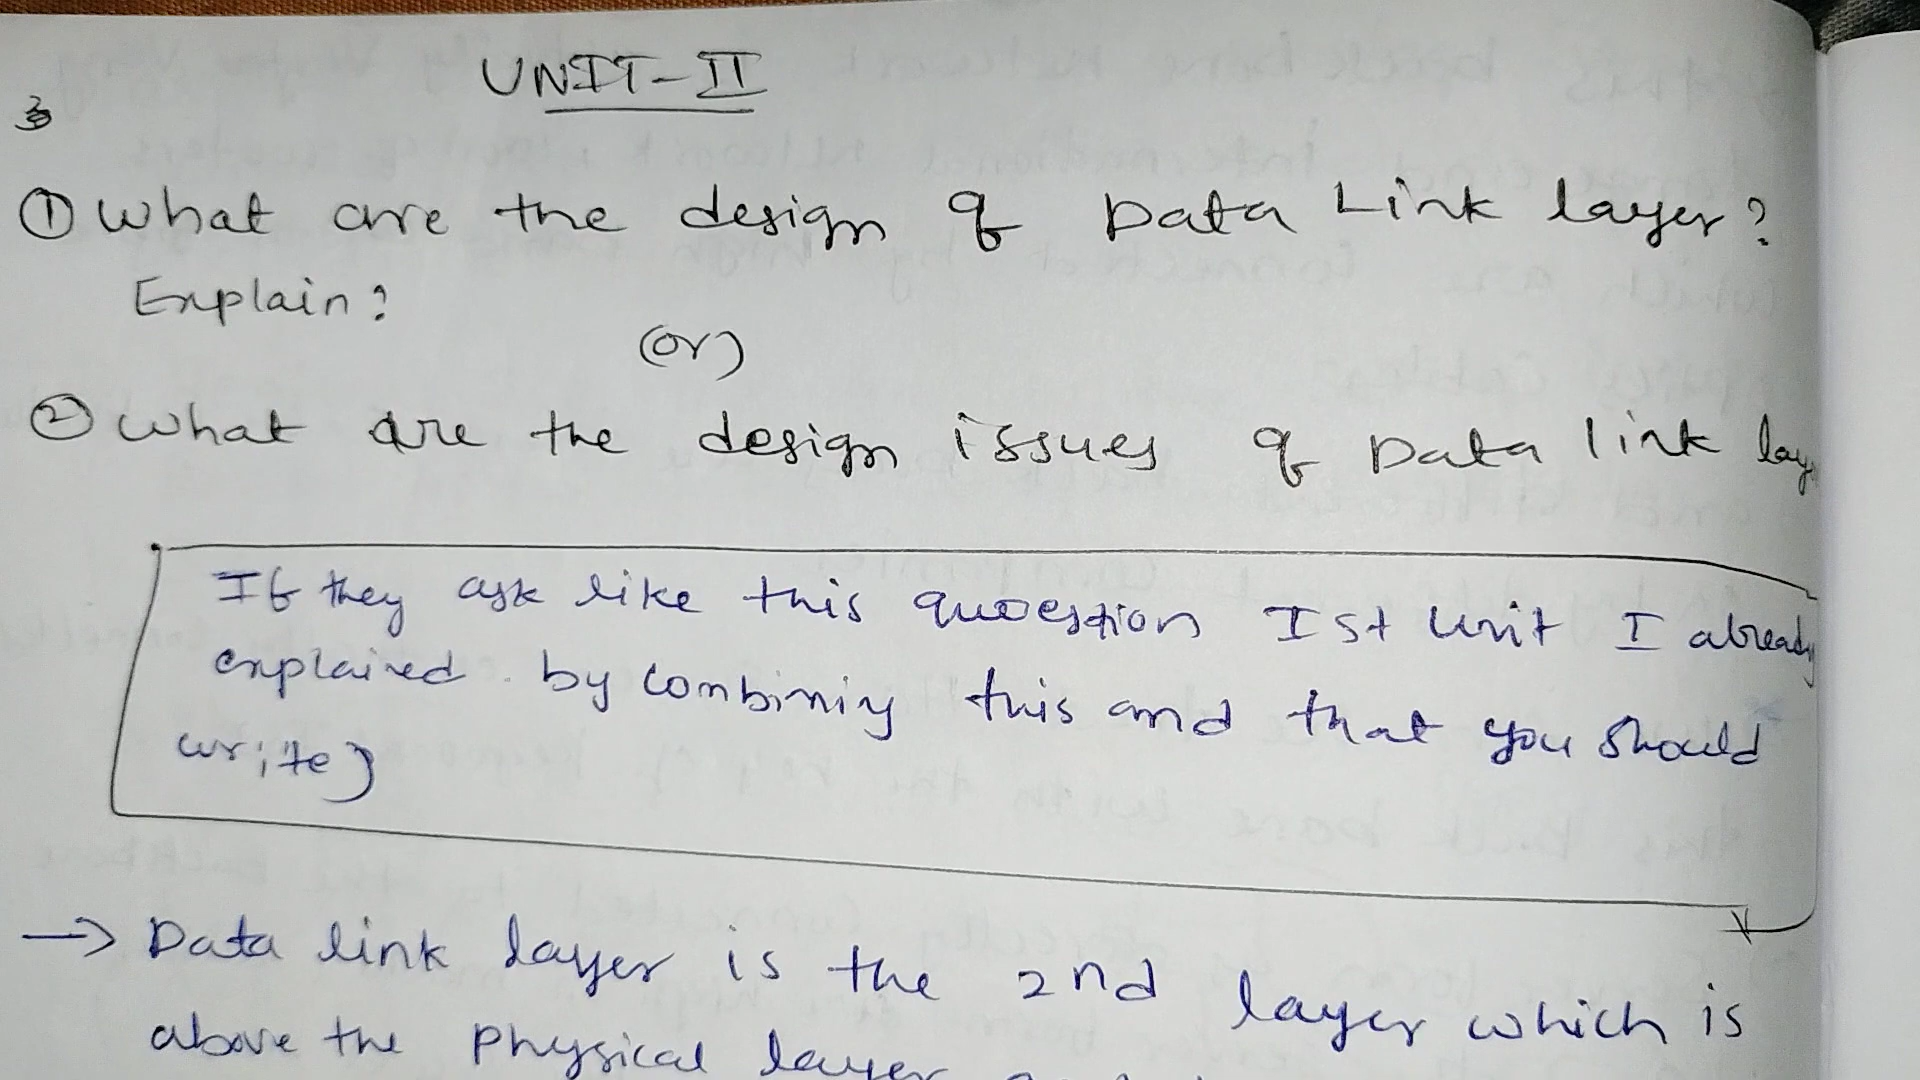 UNIT-II
3
① What are the design of Data Link layer?
Explain?
(or)
② What are the design issues of Data link lay
If they ask like this quoestion Ist Unit I already
explained by combining this and that you should
write)
→ Data link layer is the 2nd layer which is
above the physical layer